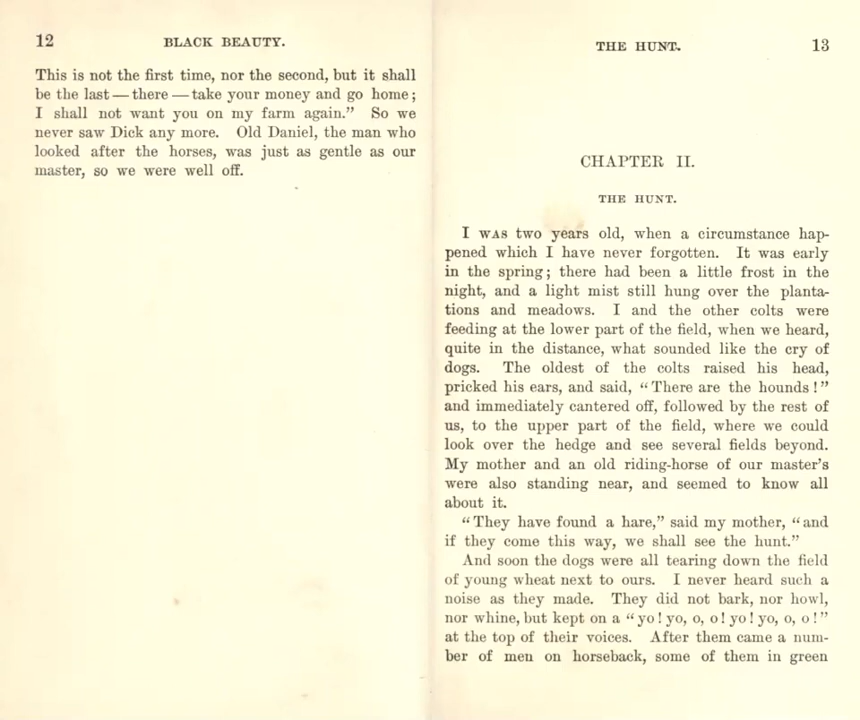 12 BLACK BEAUTY.
This is not the first time, nor the second, but it shall
be the last — there — take your money and go home;
I shall not want you on my farm again.” So we
never saw Dick any more. Old Daniel, the man who
looked after the horses, was just as gentle as our
master, so we were well off.
THE HUNT. 13
CHAPTER II.
THE HUNT.
I WAS two years old, when a circumstance hap-
pened which I have never forgotten. It was early
in the spring; there had been a little frost in the
night, and a light mist still hung over the planta-
tions and meadows. I and the other colts were
feeding at the lower part of the field, when we heard,
quite in the distance, what sounded like the cry of
dogs. The oldest of the colts raised his head,
pricked his ears, and said, “There are the hounds!”
and immediately cantered off, followed by the rest of
us, to the upper part of the field, where we could
look over the hedge and see several fields beyond.
My mother and an old riding-horse of our master’s
were also standing near, and seemed to know all
about it.
“They have found a hare,” said my mother, “and
if they come this way, we shall see the hunt.”
And soon the dogs were all tearing down the field
of young wheat next to ours. I never heard such a
noise as they made. They did not bark, nor howl,
nor whine, but kept on a “yo! yo, o, o! yo! yo, o, o!”
at the top of their voices. After them came a num-
ber of men on horseback, some of them in green